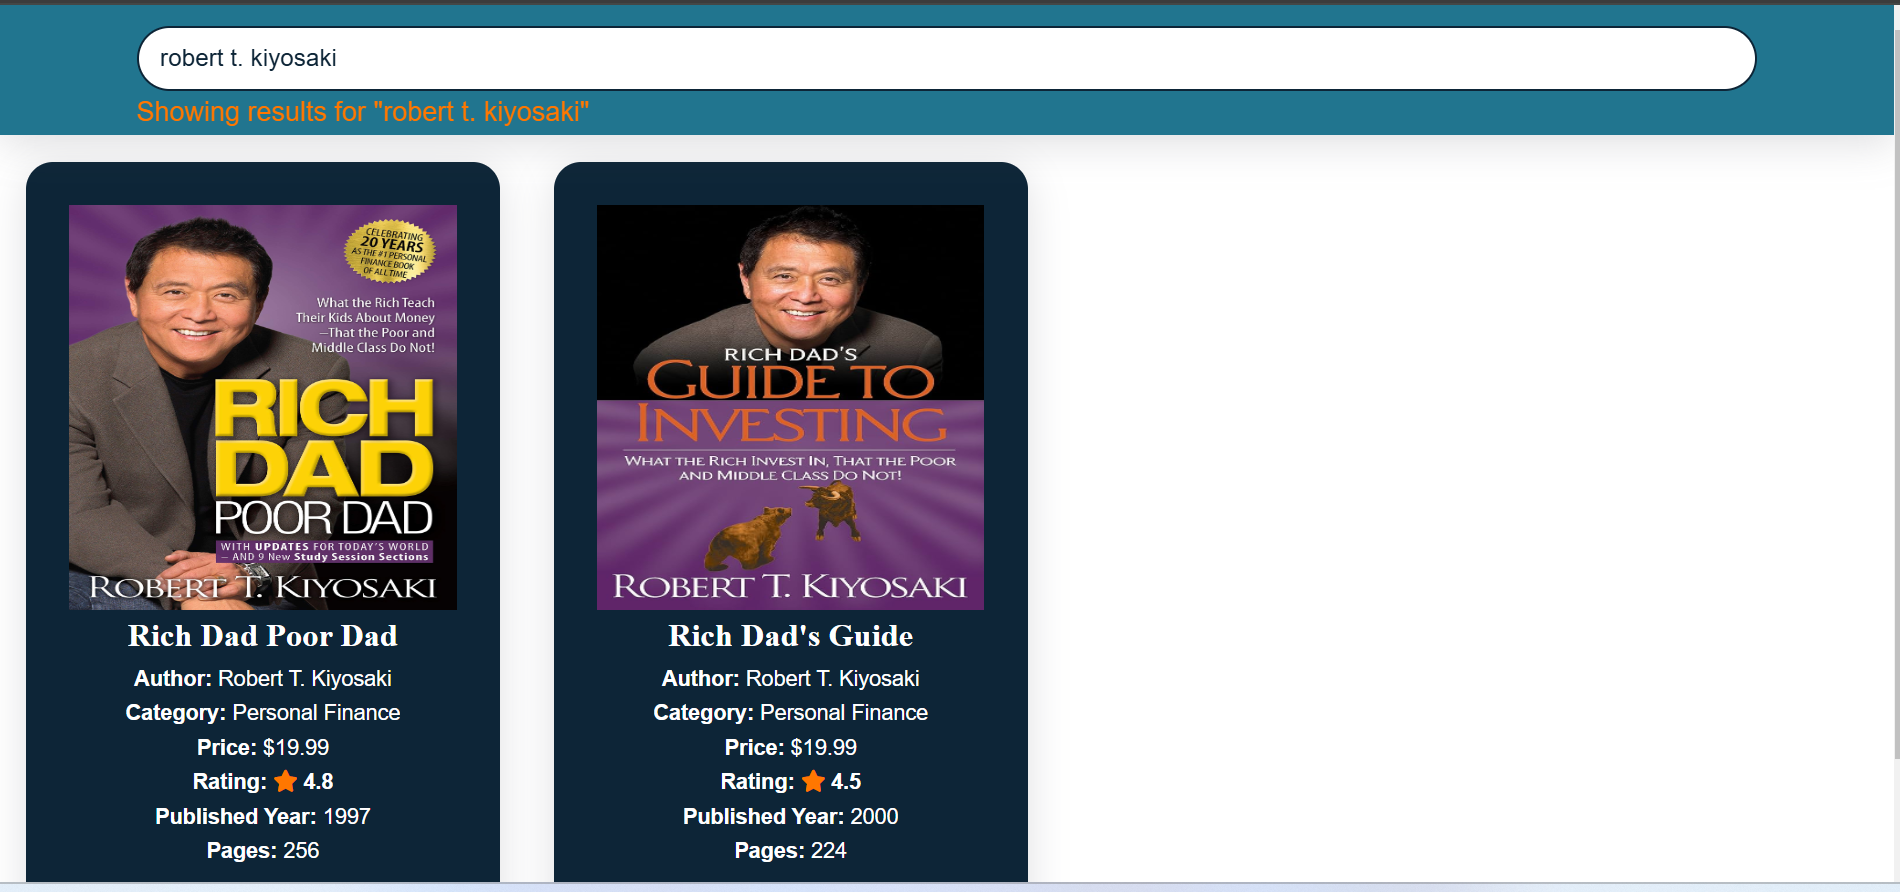 robert t. kiyosaki
Showing results for "robert t. kiyosaki"
CELEBRATING
20 YEARS
AS THE #1 PERSONAL
FINANCE BOOK
OF ALL TIME
What the Rich Teach
Their Kids About Money
—That the Poor and
Middle Class Do Not!
RICH
DAD
POOR DAD
WITH UPDATES FOR TODAY'S WORLD
— AND 9 New Study Session Sections
ROBERT T. KIYOSAKI
Rich Dad Poor Dad
Author: Robert T. Kiyosaki
Category: Personal Finance
Price: $19.99
Rating: 4.8
Published Year: 1997
Pages: 256
RICH DAD'S
GUIDE TO
INVESTING
WHAT THE RICH INVEST IN, THAT THE POOR
AND MIDDLE CLASS DO NOT!
ROBERT T. KIYOSAKI
Rich Dad's Guide
Author: Robert T. Kiyosaki
Category: Personal Finance
Price: $19.99
Rating: 4.5
Published Year: 2000
Pages: 224